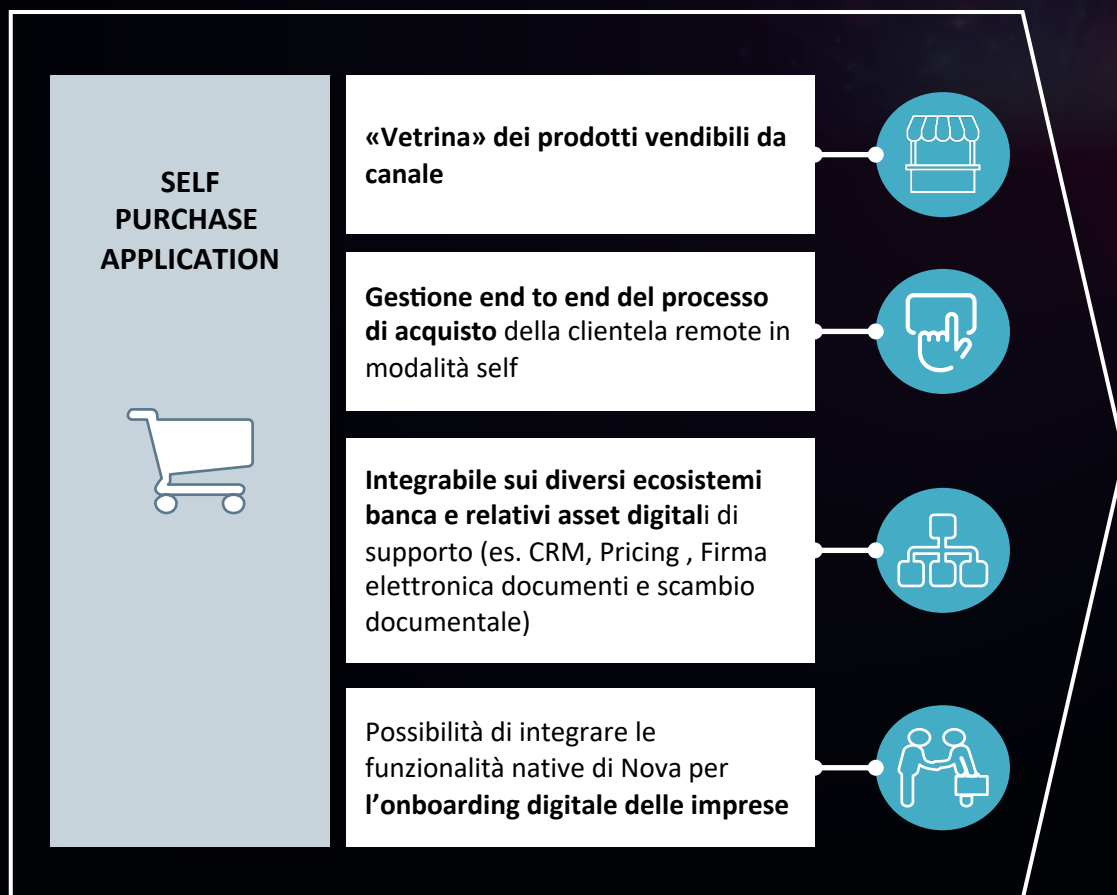 SELF
PURCHASE
APPLICATION
«Vetrina» dei prodotti vendibili da
canale
Gestione end to end del processo
di acquisto della clientela remote in
modalità self
Integrabile sui diversi ecosistemi
banca e relativi asset digitali di
supporto (es. CRM, Pricing , Firma
elettronica documenti e scambio
documentale)
Possibilità di integrare le
funzionalità native di Nova per
l’onboarding digitale delle imprese